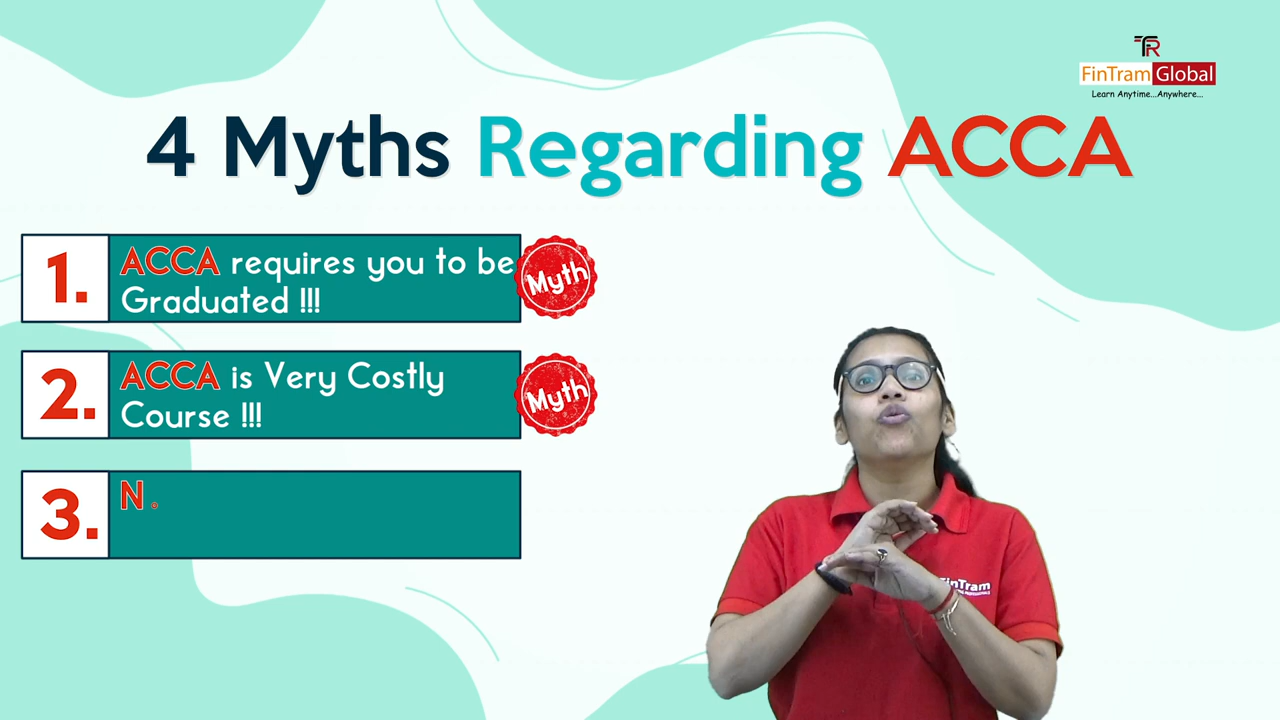 TR
FinTram Global
Learn Anytime...Anywhere...
4 Myths Regarding ACCA
1.
ACCA requires you to be
Graduated !!!
Myth
2.
ACCA is Very Costly
Course !!!
Myth
3.
N
FinTram